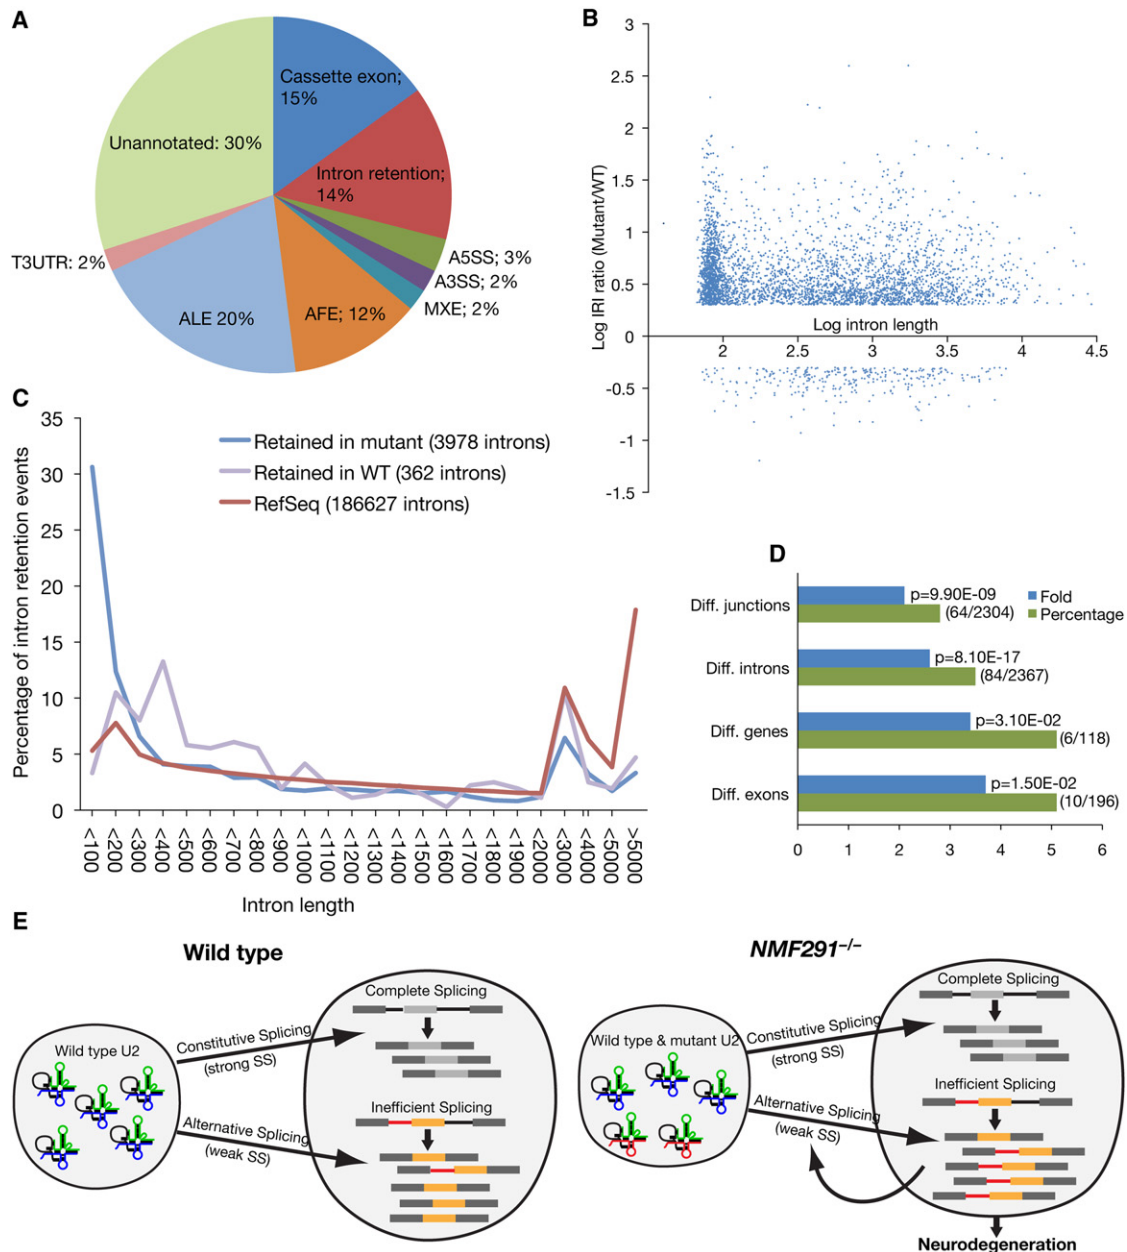 A
Cassette exon;
15%
Unannotated: 30%
Intron retention;
14%
T3UTR: 2%
A5SS; 3%
A3SS; 2%
MXE; 2%
ALE 20%
AFE; 12%
B
Log IRI ratio (Mutant/WT)
3
2.5
2
1.5
1
0.5
0
-0.5
-1
-1.5
Log intron length
2
2.5
3
3.5
4
4.5
C
Percentage of intron retention events
35
30
25
20
15
10
5
0
Retained in mutant (3978 introns)
Retained in WT (362 introns)
RefSeq (186627 introns)
<100
<200
<300
<400
<500
<600
<700
<800
<900
<1000
<1100
<1200
<1300
<1400
<1500
<1600
<1700
<1800
<1900
<2000
<3000
<4000
<5000
>5000
Intron length
D
Diff. junctions
p=9.90E-09
(64/2304)
Fold
Percentage
Diff. introns
p=8.10E-17
(84/2367)
Diff. genes
p=3.10E-02
(6/118)
Diff. exons
p=1.50E-02
(10/196)
0
1
2
3
4
5
6
E
Wild type
Wild type U2
Constitutive Splicing
(strong SS)
Alternative Splicing
(weak SS)
Complete Splicing
Inefficient Splicing
NMF291−/−
Wild type & mutant U2
Constitutive Splicing
(strong SS)
Alternative Splicing
(weak SS)
Complete Splicing
Inefficient Splicing
Neurodegeneration